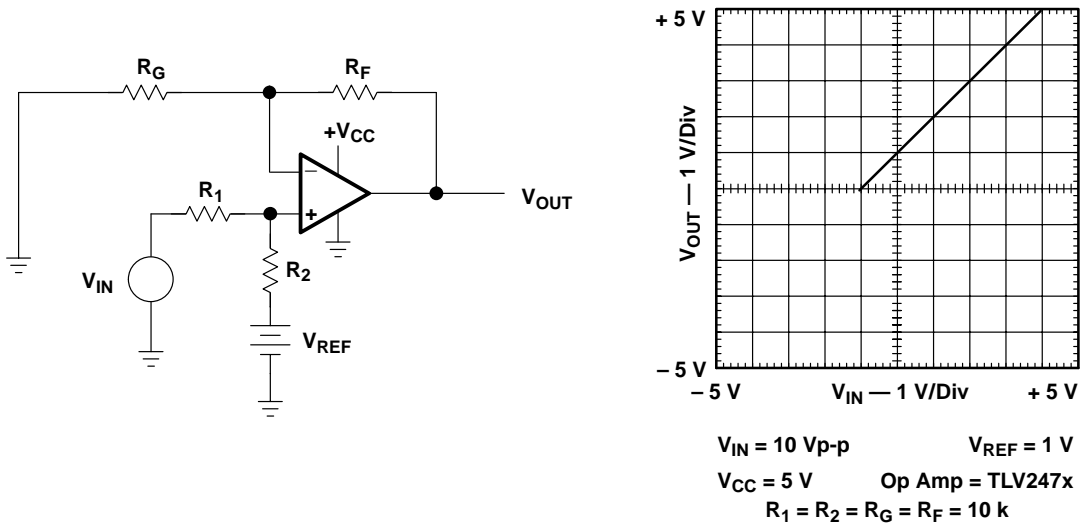 R_G
R_F
+V_CC
R_1
−
+
V_OUT
V_IN
R_2
V_REF
+ 5 V
V_OUT — 1 V/Div
– 5 V
– 5 V V_IN — 1 V/Div + 5 V
V_IN = 10 Vp-p V_REF = 1 V
V_CC = 5 V Op Amp = TLV247x
R_1 = R_2 = R_G = R_F = 10 k